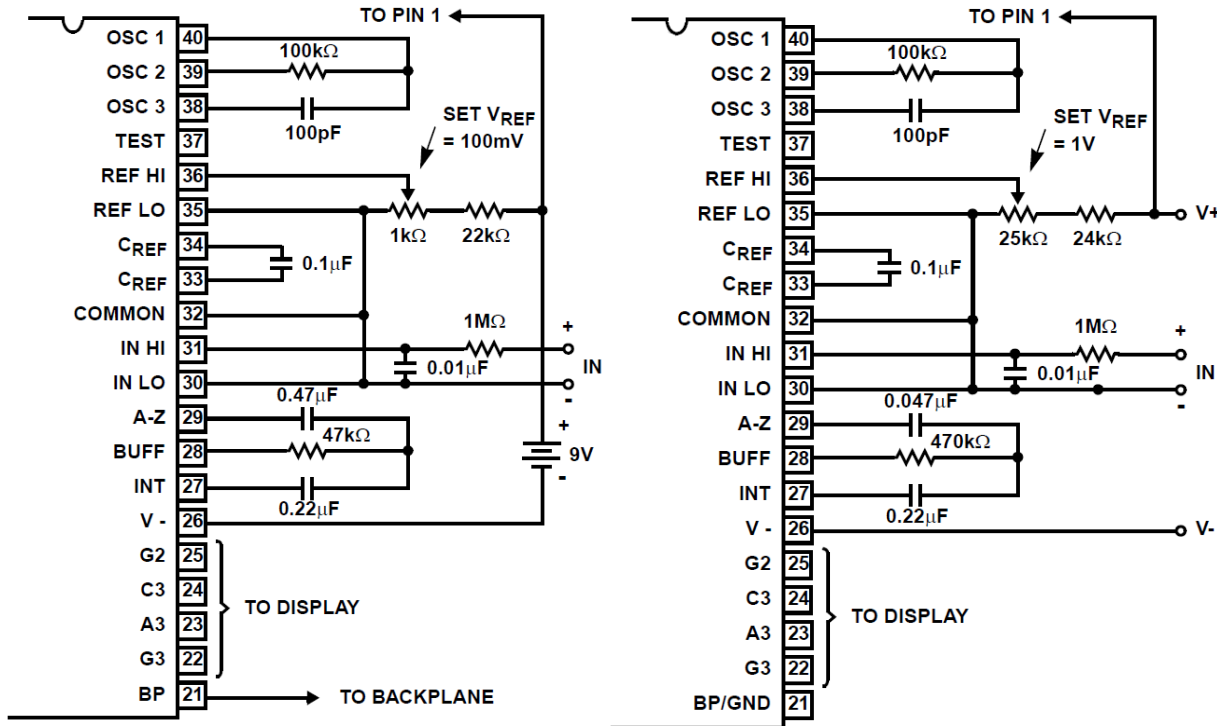 TO PIN 1
OSC 1 40
100kΩ
OSC 2 39
OSC 3 38
100pF
TEST 37
SET VREF
= 100mV
REF HI 36
REF LO 35
1kΩ 22kΩ
CREF 34
0.1µF
CREF 33
COMMON 32
1MΩ
+
IN HI 31
0.01µF
IN
IN LO 30
-
0.47µF
A-Z 29
47kΩ
BUFF 28
+
9V
-
INT 27
0.22µF
V - 26
G2 25
C3 24
TO DISPLAY
A3 23
G3 22
BP 21
TO BACKPLANE
TO PIN 1
OSC 1 40
100kΩ
OSC 2 39
OSC 3 38
100pF
TEST 37
SET VREF
= 1V
REF HI 36
REF LO 35
V+
25kΩ 24kΩ
CREF 34
0.1µF
CREF 33
COMMON 32
1MΩ
+
IN HI 31
0.01µF
IN
IN LO 30
-
0.047µF
A-Z 29
470kΩ
BUFF 28
INT 27
0.22µF
V - 26
V-
G2 25
C3 24
TO DISPLAY
A3 23
G3 22
BP/GND 21